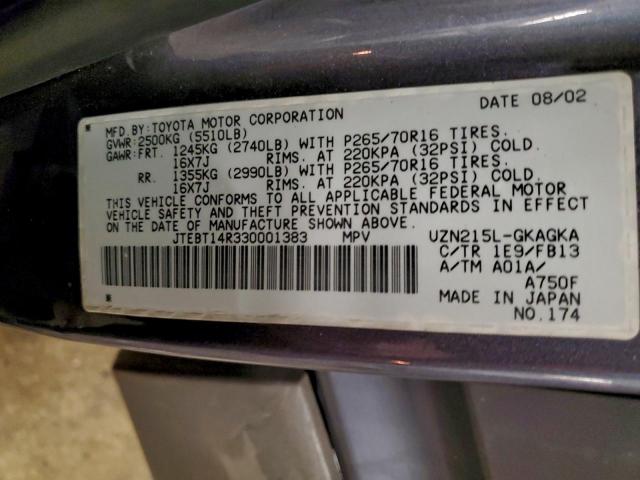 MFD.BY:TOYOTA MOTOR CORPORATION DATE 08/02
GVWR:2500KG (5510LB)
GAWR:FRT. 1245KG (2740LB) WITH P265/70R16 TIRES.
16X7J RIMS. AT 220KPA (32PSI) COLD.
RR. 1355KG (2990LB) WITH P265/70R16 TIRES.
16X7J RIMS. AT 220KPA (32PSI) COLD.
THIS VEHICLE CONFORMS TO ALL APPLICABLE FEDERAL MOTOR
VEHICLE SAFETY AND THEFT PREVENTION STANDARDS IN EFFECT
ON THE DATE OF MANUFACTURE SHOWN ABOVE.
JTEBT14R330001383 MPV UZN215L-GKAGKA
C/TR 1E9/FB13
A/TM A01A/
A750F
MADE IN JAPAN
NO.174